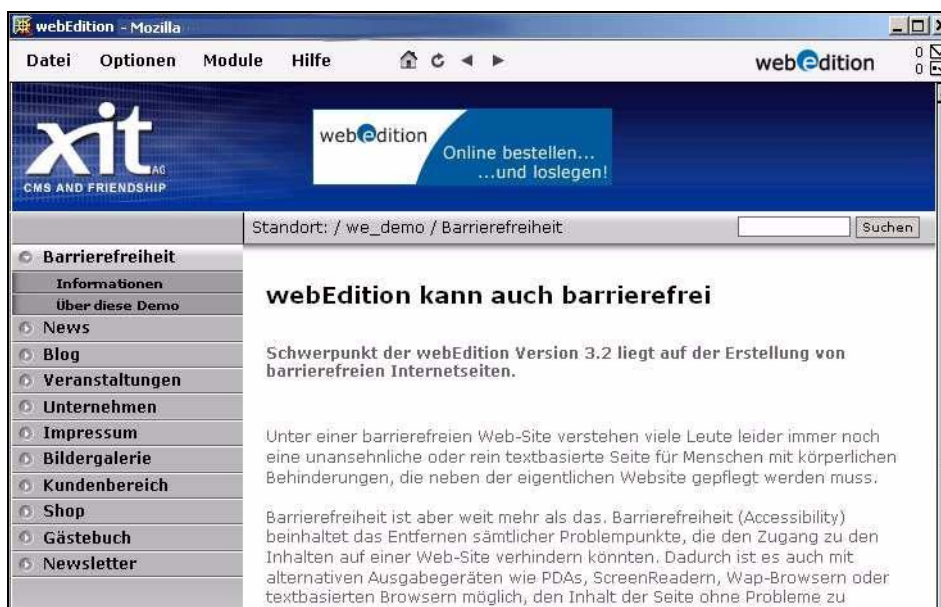 webEdition - Mozilla
Datei Optionen Module Hilfe
webedition
0
0
xit AG
CMS AND FRIENDSHIP
webedition
Online bestellen...
...und loslegen!
Standort: / we_demo / Barrierefreiheit
Suchen
Barrierefreiheit
Informationen
Über diese Demo
News
Blog
Veranstaltungen
Unternehmen
Impressum
Bildergalerie
Kundenbereich
Shop
Gästebuch
Newsletter
webEdition kann auch barrierefrei
Schwerpunkt der webEdition Version 3.2 liegt auf der Erstellung von
barrierefreien Internetseiten.
Unter einer barrierefreien Web-Site verstehen viele Leute leider immer noch
eine unansehnliche oder rein textbasierte Seite für Menschen mit körperlichen
Behinderungen, die neben der eigentlichen Website gepflegt werden muss.
Barrierefreiheit ist aber weit mehr als das. Barrierefreiheit (Accessibility)
beinhaltet das Entfernen sämtlicher Problempunkte, die den Zugang zu den
Inhalten auf einer Web-Site verhindern könnten. Dadurch ist es auch mit
alternativen Ausgabegeräten wie PDAs, ScreenReadern, Wap-Browsern oder
textbasierten Browsern möglich, den Inhalt der Seite ohne Probleme zu